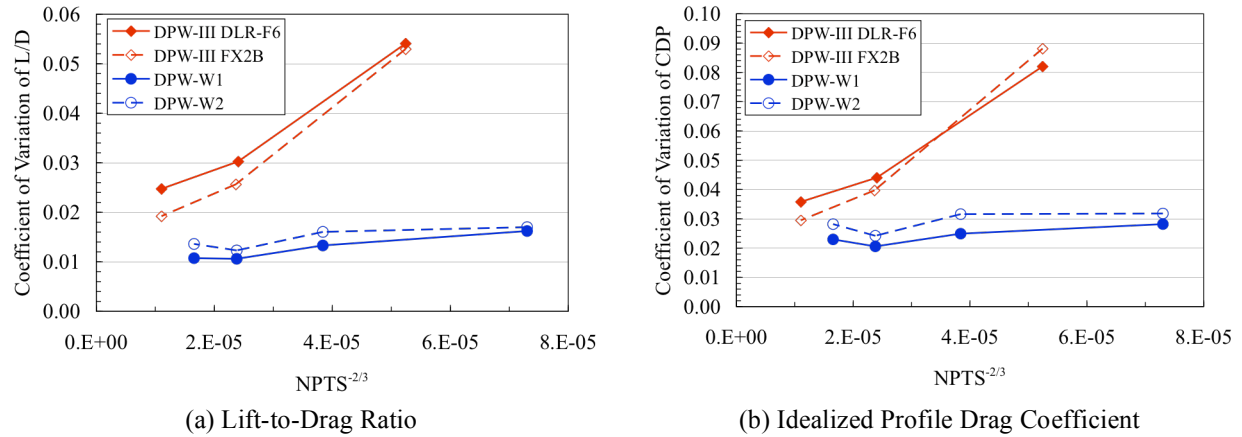 0.06
0.05
0.04
0.03
0.02
0.01
0.00
Coefficient of Variation of L/D
DPW-III DLR-F6
DPW-III FX2B
DPW-W1
DPW-W2
0.E+00 2.E-05 4.E-05 6.E-05 8.E-05
NPTS-2/3
(a) Lift-to-Drag Ratio
0.10
0.09
0.08
0.07
0.06
0.05
0.04
0.03
0.02
0.01
0.00
Coefficient of Variation of CDP
DPW-III DLR-F6
DPW-III FX2B
DPW-W1
DPW-W2
0.E+00 2.E-05 4.E-05 6.E-05 8.E-05
NPTS-2/3
(b) Idealized Profile Drag Coefficient